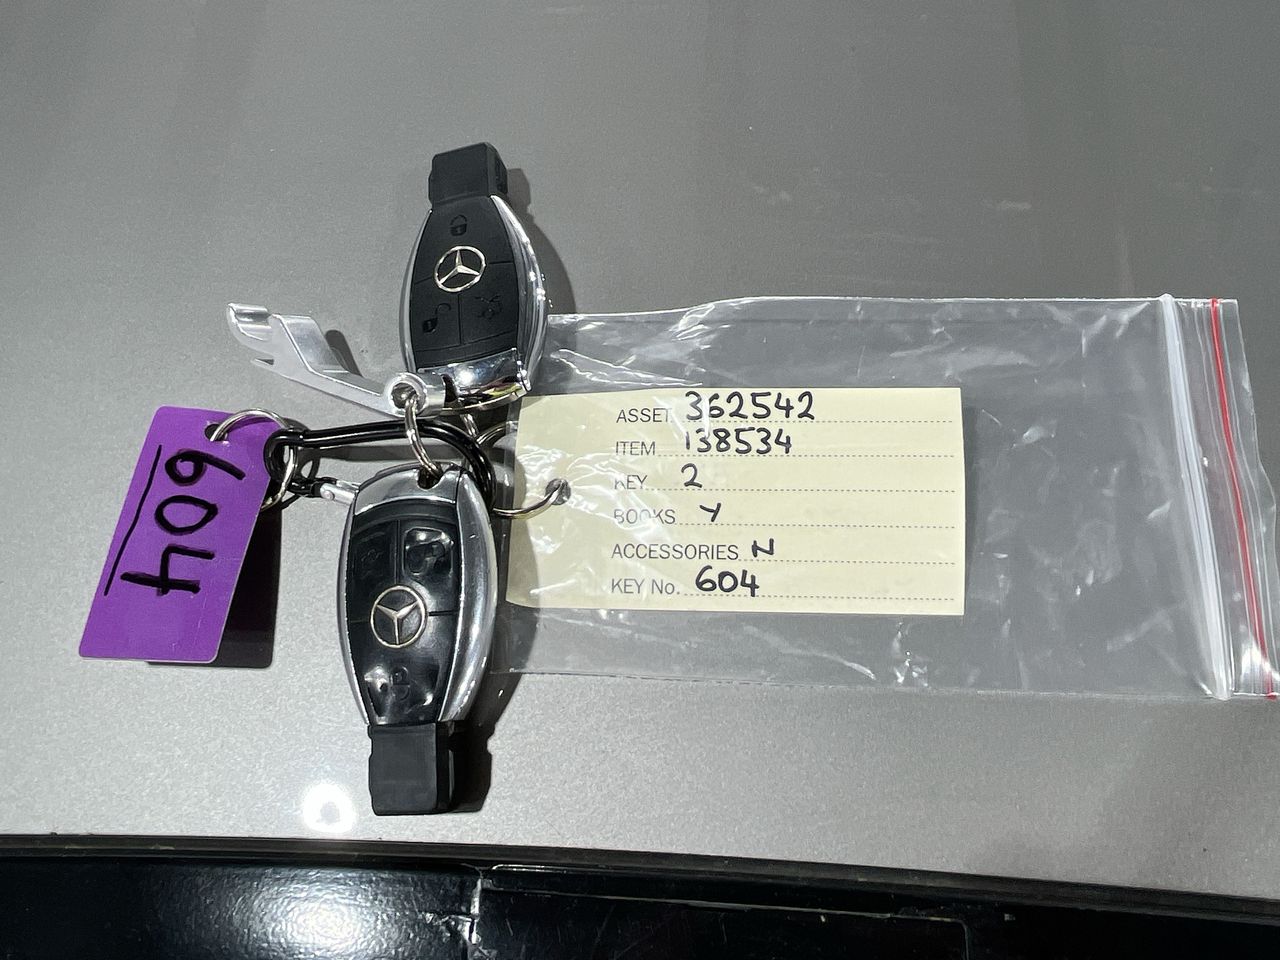 604
ASSET 362542
ITEM 138534
KEY 2
BOOKS Y
ACCESSORIES N
KEY No. 604